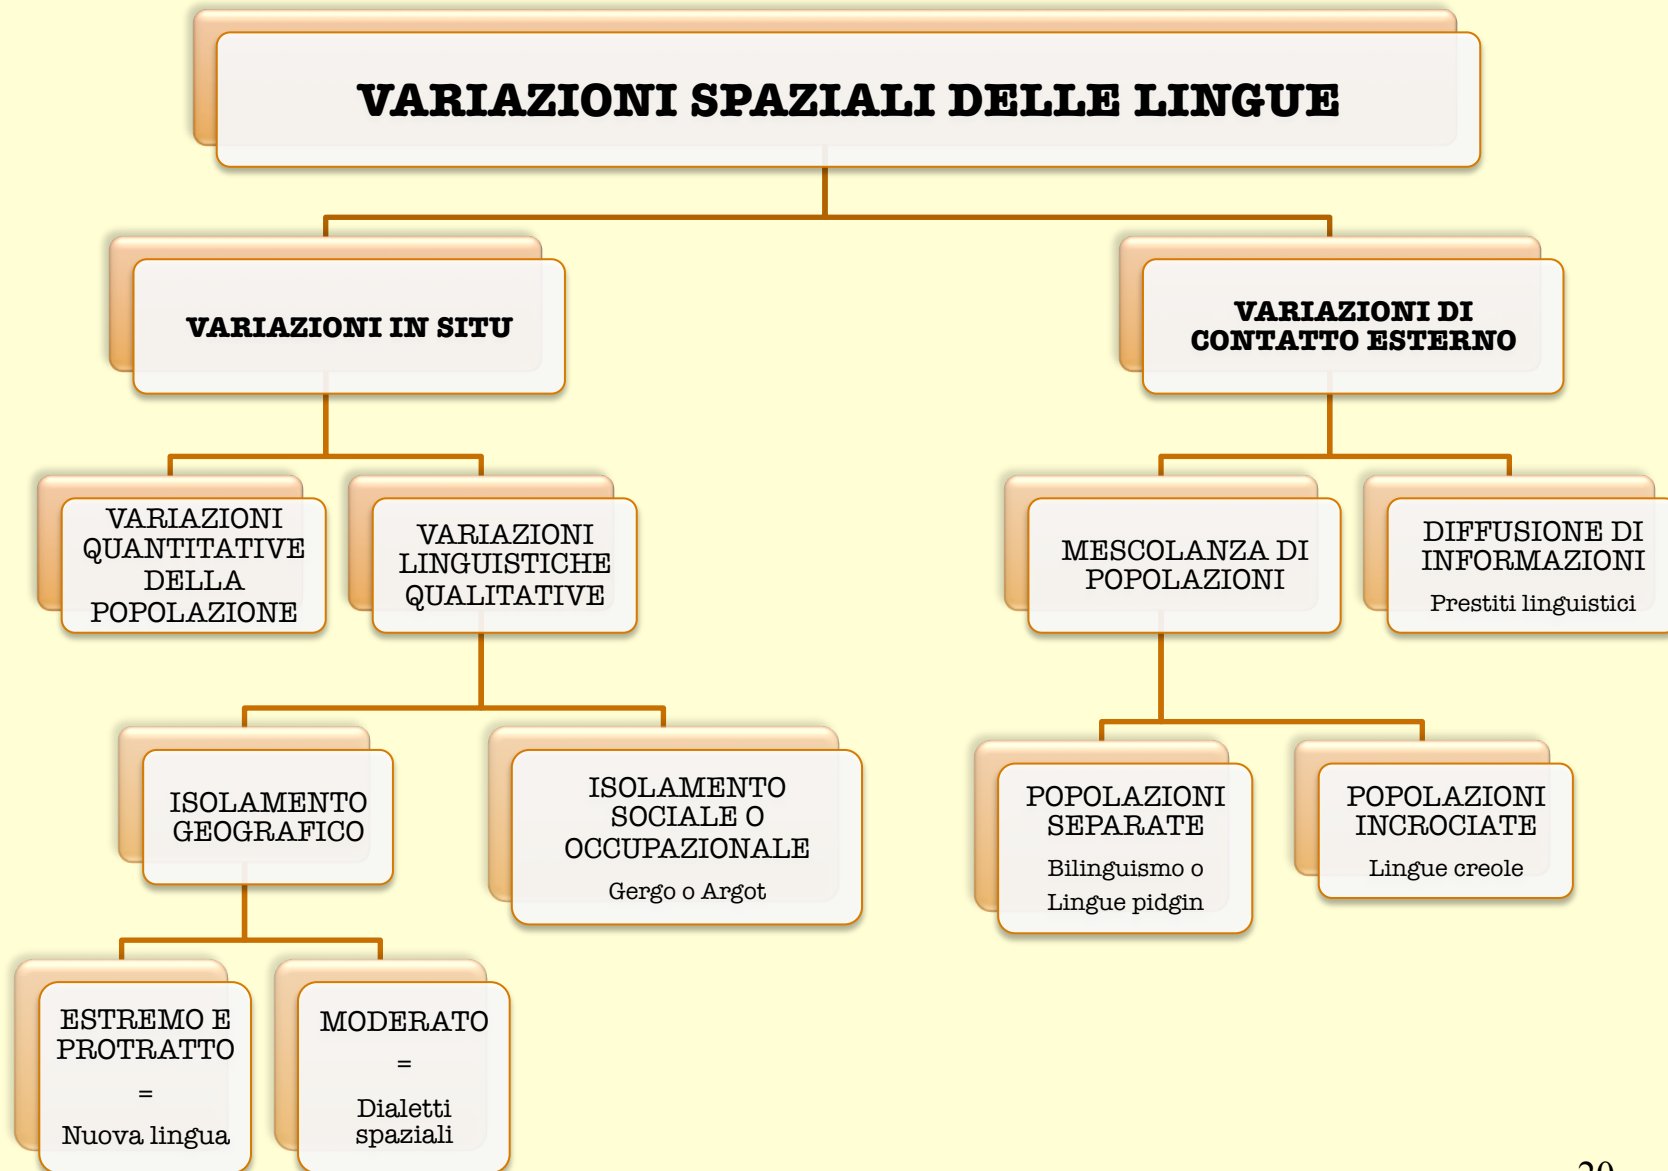 VARIAZIONI SPAZIALI DELLE LINGUE
VARIAZIONI IN SITU
VARIAZIONI DI
CONTATTO ESTERNO
VARIAZIONI
QUANTITATIVE
DELLA
POPOLAZIONE
VARIAZIONI
LINGUISTICHE
QUALITATIVE
MESCOLANZA DI
POPOLAZIONI
DIFFUSIONE DI
INFORMAZIONI
Prestiti linguistici
ISOLAMENTO
GEOGRAFICO
ISOLAMENTO
SOCIALE O
OCCUPAZIONALE
Gergo o Argot
POPOLAZIONI
SEPARATE
Bilinguismo o
Lingue pidgin
POPOLAZIONI
INCROCIATE
Lingue creole
ESTREMO E
PROTRATTO
=
Nuova lingua
MODERATO
=
Dialetti
spaziali
20